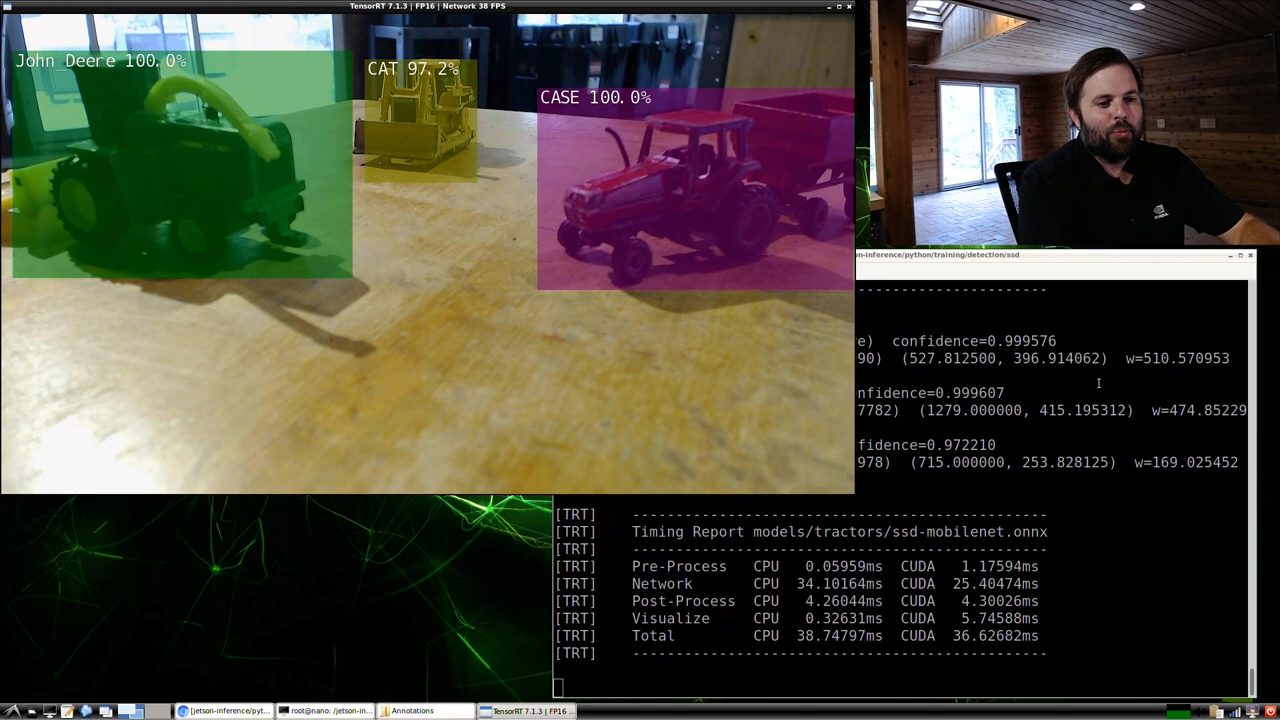 TensorRT 7.1.3 | FP16 | Network 38 FPS
John_Deere 100.0%
CAT 97.2%
CASE 100.0%
NVIDIA
on-inference/python/training/detection/ssd
---------------------
e) confidence=0.999576
90) (527.812500, 396.914062) w=510.570953
nfidence=0.999607
7782) (1279.000000, 415.195312) w=474.85229
fidence=0.972210
978) (715.000000, 253.828125) w=169.025452
[TRT] ------------------------------------------------
[TRT] Timing Report models/tractors/ssd-mobilenet.onnx
[TRT] ------------------------------------------------
[TRT] Pre-Process CPU 0.05959ms CUDA 1.17594ms
[TRT] Network CPU 34.10164ms CUDA 25.40474ms
[TRT] Post-Process CPU 4.26044ms CUDA 4.30026ms
[TRT] Visualize CPU 0.32631ms CUDA 5.74588ms
[TRT] Total CPU 38.74797ms CUDA 36.62682ms
[TRT] ------------------------------------------------
[jetson-inference/pyt...
root@nano: /jetson-in...
Annotations
TensorRT 7.1.3 | FP16 ...